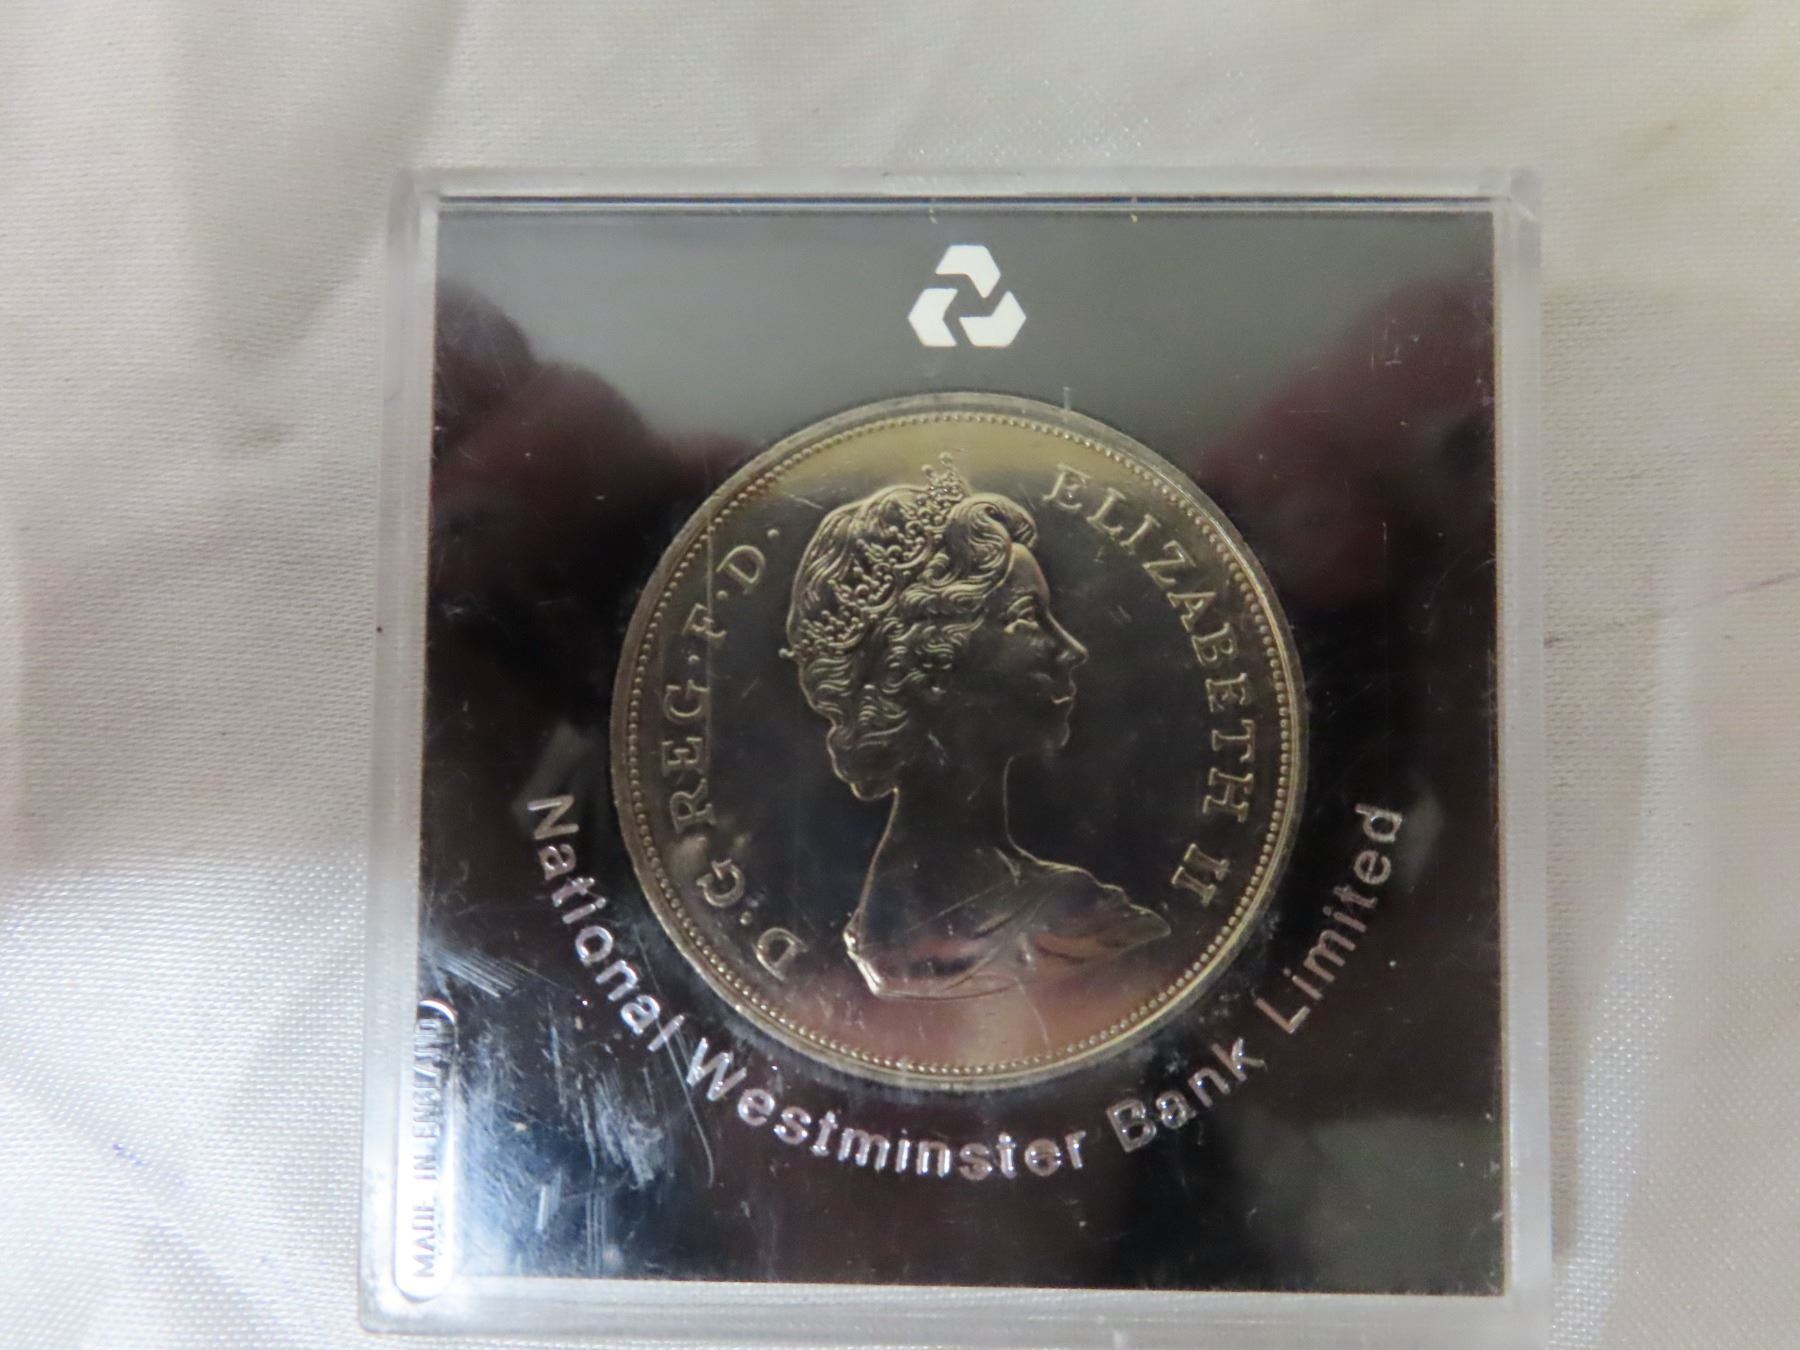 D·G·REG·F·D· ELIZABETH II
National Westminster Bank Limited
MADE IN ENGLAND